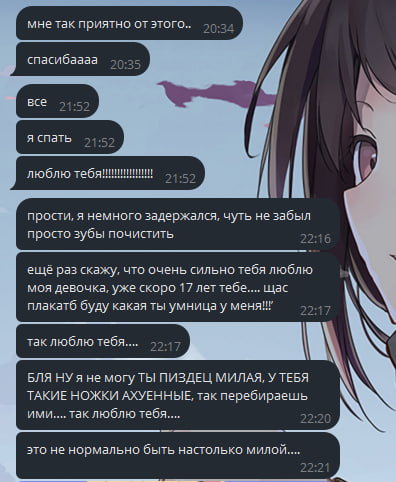 мне так приятно от этого.. 20:34
спасибаааа 20:35
все 21:52
я спать 21:52
люблю тебя!!!!!!!!!!!!!!!!! 21:52
прости, я немного задержался, чуть не забыл
просто зубы почистить
22:16
ещё раз скажу, что очень сильно тебя люблю
моя девочка, уже скоро 17 лет тебе.... щас
плакатб буду какая ты умница у меня!!!’
22:17
так люблю тебя.... 22:17
БЛЯ НУ я не могу ТЫ ПИЗДЕЦ МИЛАЯ, У ТЕБЯ
ТАКИЕ НОЖКИ АХУЕННЫЕ, так перебираешь
ими.... так люблю тебя....
22:20
это не нормально быть настолько милой....
22:21